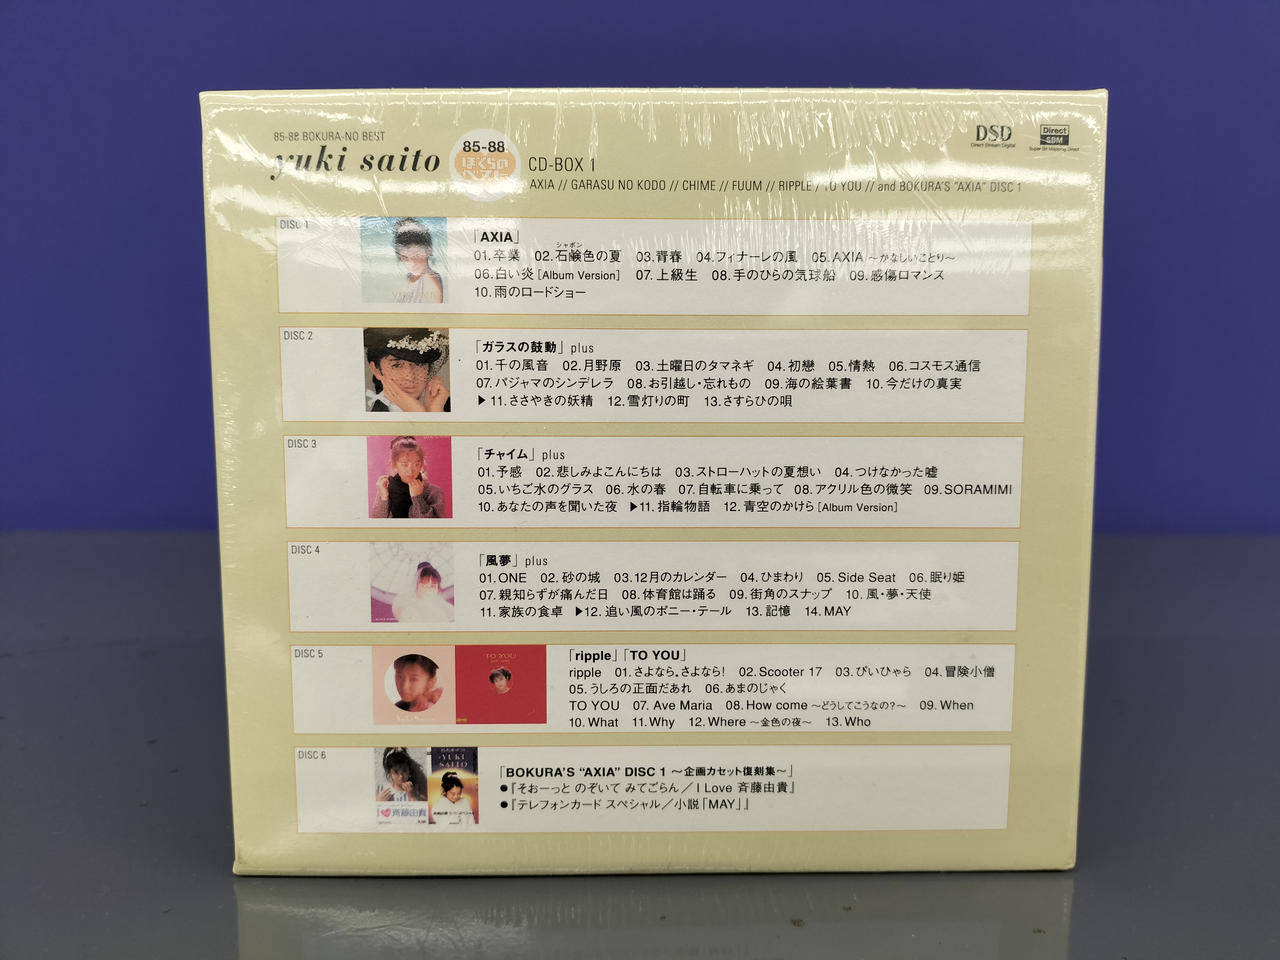 85-88 BOKURA-NO BEST
yuki saito
85-88
ぼくらの
ベスト
CD-BOX 1
AXIA // GARASU NO KODO // CHIME // FUUM // RIPPLE / TO YOU // and BOKURA'S "AXIA" DISC 1
DSD
Direct Stream Digital
Direct
SBM
Super Bit Mapping Direct
DISC 1
「AXIA」
シャボン
01.卒業 02.石鹸色の夏 03.青春 04.フィナーレの風 05.AXIA ～かなしいことり～
06.白い炎[Album Version] 07.上級生 08.手のひらの気球船 09.感傷ロマンス
10.雨のロードショー
DISC 2
「ガラスの鼓動」plus
01.千の風音 02.月野原 03.土曜日のタマネギ 04.初戀 05.情熱 06.コスモス通信
07.パジャマのシンデレラ 08.お引越し・忘れもの 09.海の絵葉書 10.今だけの真実
▶11.ささやきの妖精 12.雪灯りの町 13.さすらひの唄
DISC 3
「チャイム」plus
01.予感 02.悲しみよこんにちは 03.ストローハットの夏想い 04.つけなかった嘘
05.いちご水のグラス 06.水の春 07.自転車に乗って 08.アクリル色の微笑 09.SORAMIMI
10.あなたの声を聞いた夜 ▶11.指輪物語 12.青空のかけら[Album Version]
DISC 4
「風夢」plus
01.ONE 02.砂の城 03.12月のカレンダー 04.ひまわり 05.Side Seat 06.眠り姫
07.親知らずが痛んだ日 08.体育館は踊る 09.街角のスナップ 10.風・夢・天使
11.家族の食卓 ▶12.追い風のポニー・テール 13.記憶 14.MAY
DISC 5
TO YOU
「ripple」「TO YOU」
ripple 01.さよなら、さよなら! 02.Scooter 17 03.ぴいひゃら 04.冒険小僧
05.うしろの正面だあれ 06.あまのじゃく
TO YOU 07.Ave Maria 08.How come ～どうしてこうなの?～ 09.When
10.What 11.Why 12.Where ～金色の夜～ 13.Who
DISC 6
YUKI
SAITO
I♥斉藤由貴
「BOKURA'S "AXIA" DISC 1 ～企画カセット復刻集～」
●『そおーっと のぞいて みてごらん／I Love 斉藤由貴』
●『テレフォンカード スペシャル／小説「MAY」』